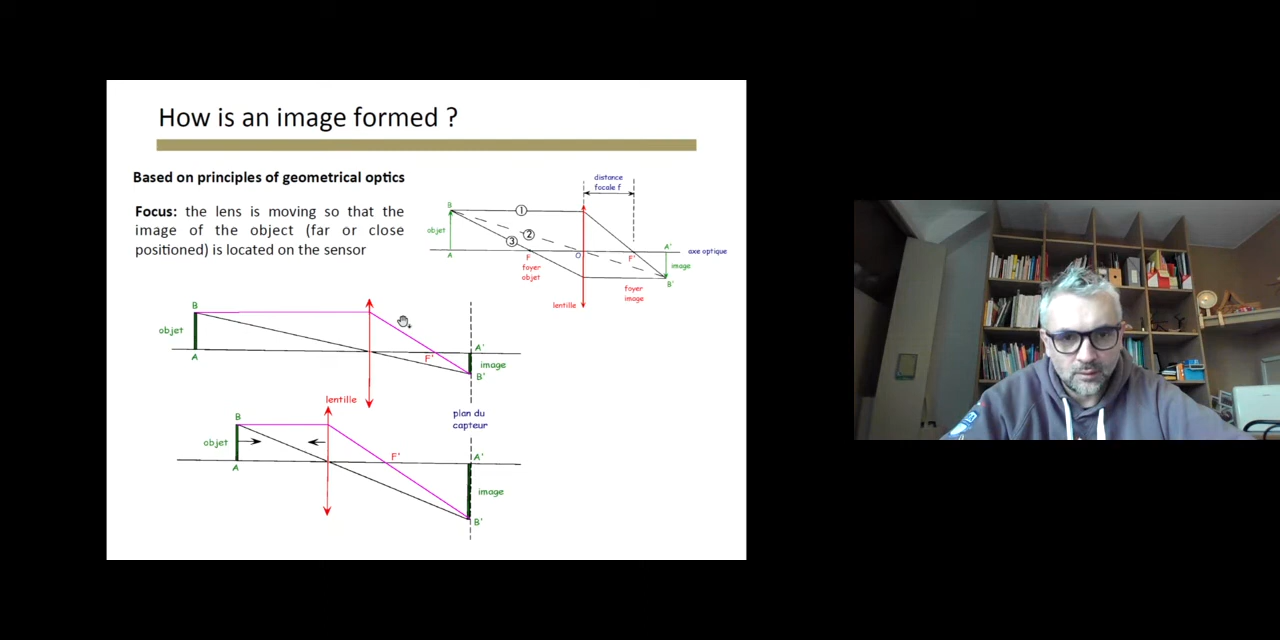 How is an image formed ?
Based on principles of geometrical optics
Focus: the lens is moving so that the
image of the object (far or close
positioned) is located on the sensor
distance
focale f
B
①
②
③
objet
A
F
foyer
objet
O
F'
foyer
image
A'
axe optique
image
B'
lentille
B
objet
A
F'
A'
image
B'
lentille
plan du
capteur
B
objet
A
F'
A'
image
B'